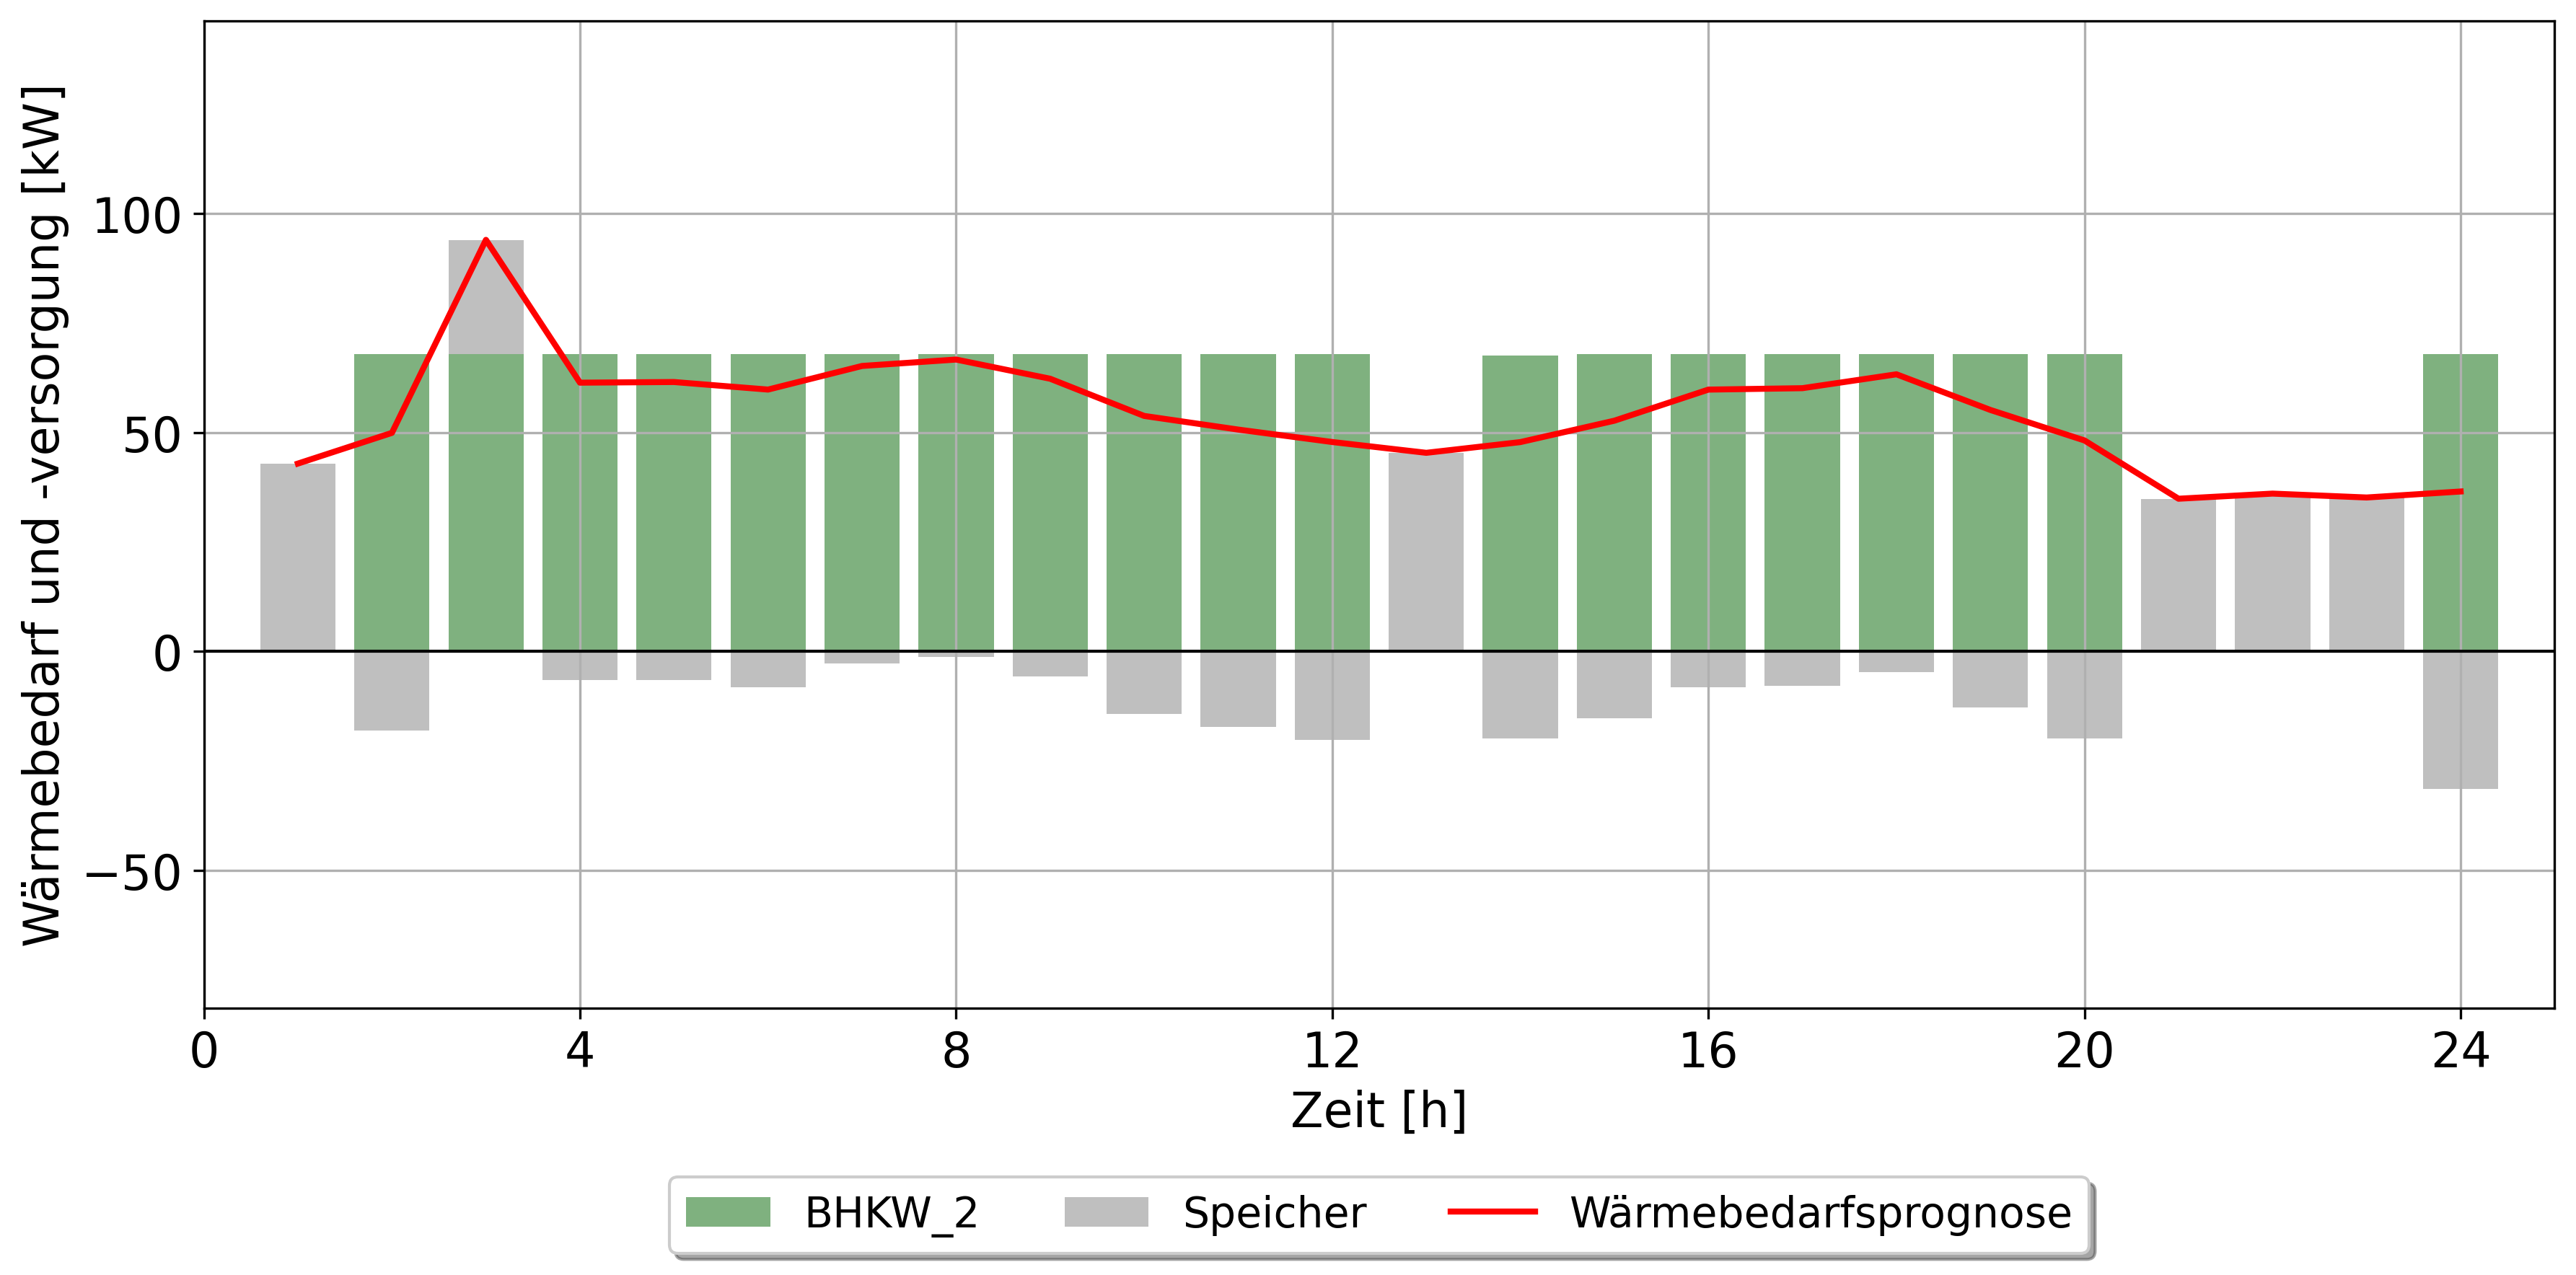 Wärmebedarf und -versorgung [kW]
100
50
0
−50
0 4 8 12 16 20 24
Zeit [h]
BHKW_2 Speicher Wärmebedarfsprognose